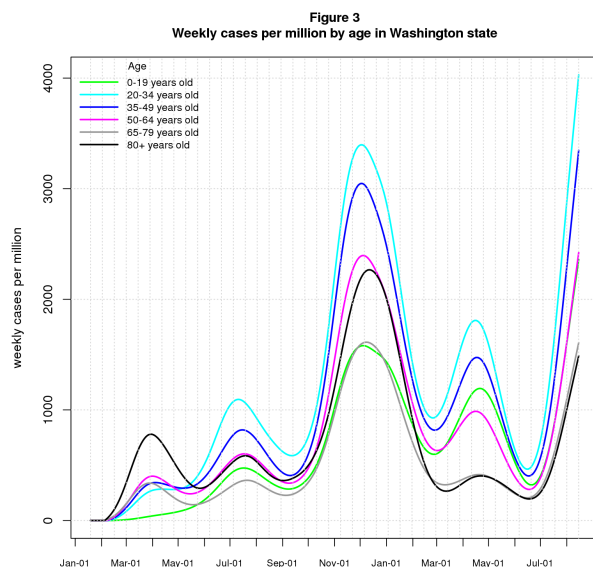 Figure 3
Weekly cases per million by age in Washington state
Age
0-19 years old
20-34 years old
35-49 years old
50-64 years old
65-79 years old
80+ years old
weekly cases per million
4000
3000
2000
1000
0
Jan-01 Mar-01 May-01 Jul-01 Sep-01 Nov-01 Jan-01 Mar-01 May-01 Jul-01